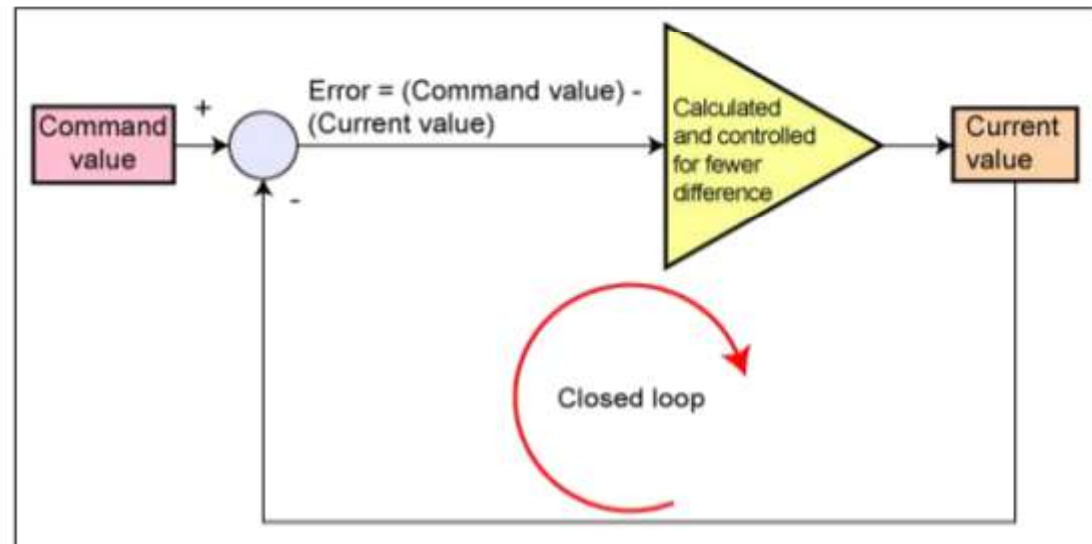 Command
value
+
-
Error = (Command value) -
(Current value)
Calculated
and controlled
for fewer
difference
Current
value
Closed loop